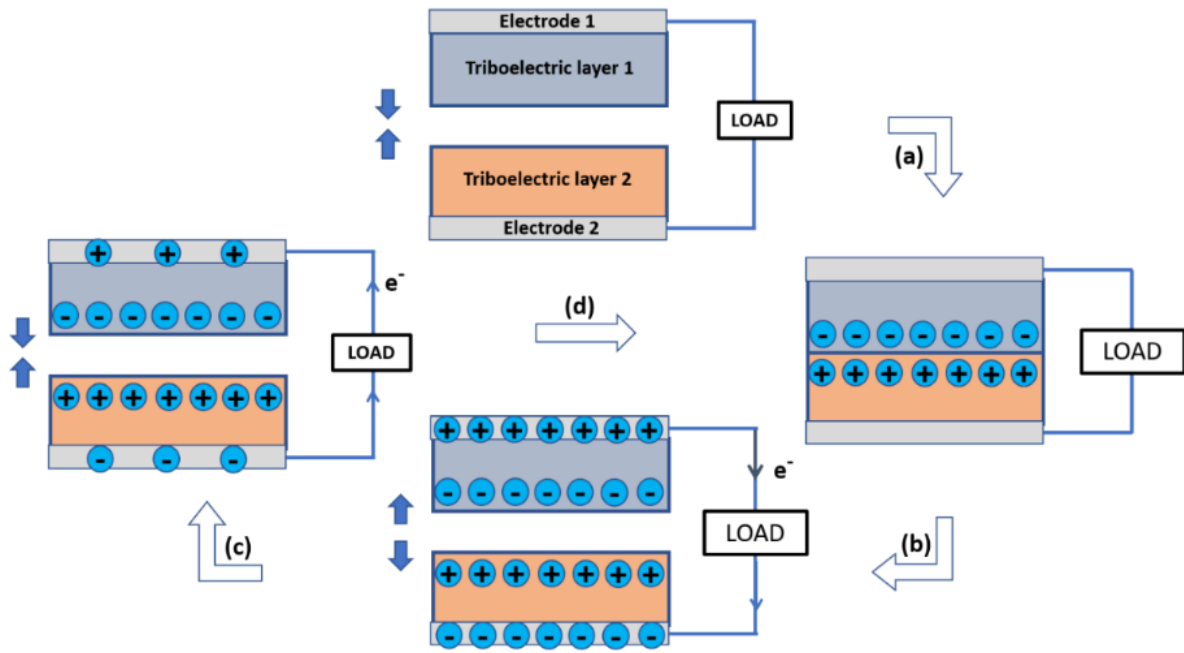 Electrode 1
Triboelectric layer 1
LOAD
(a)
Triboelectric layer 2
Electrode 2
+ + +
e-
- - - - - - -
(d)
LOAD
- - - - - - -
+ + + + + + +
LOAD
+ + + + + + +
- - -
+ + + + + + +
e-
- - - - - - -
LOAD
(b)
(c)
+ + + + + + +
- - - - - - -